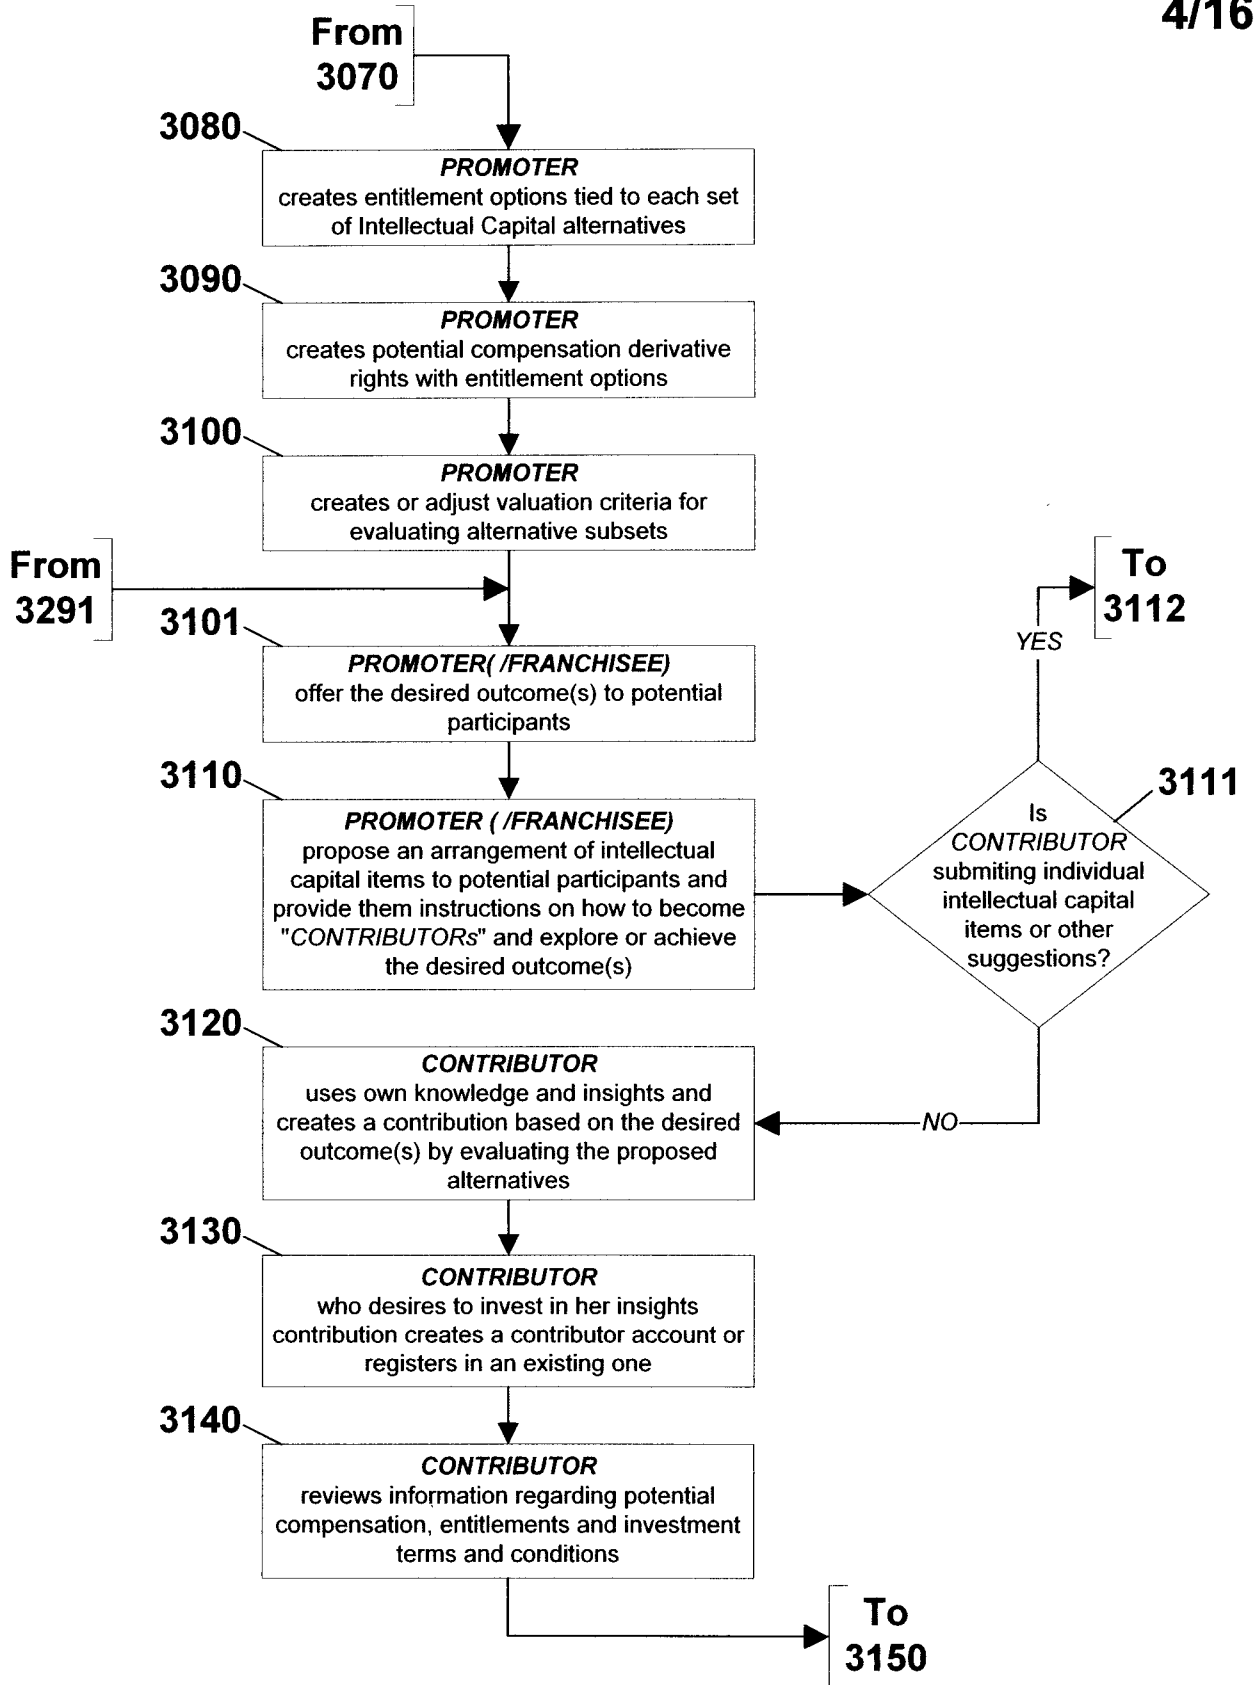 4/16
From
3070
3080
PROMOTER
creates entitlement options tied to each set
of Intellectual Capital alternatives
3090
PROMOTER
creates potential compensation derivative
rights with entitlement options
3100
PROMOTER
creates or adjust valuation criteria for
evaluating alternative subsets
From
3291
To
3112
3101
YES
PROMOTER( /FRANCHISEE)
offer the desired outcome(s) to potential
participants
3110
PROMOTER ( /FRANCHISEE)
propose an arrangement of intellectual
capital items to potential participants and
provide them instructions on how to become
"CONTRIBUTORs" and explore or achieve
the desired outcome(s)
3111
Is
CONTRIBUTOR
submiting individual
intellectual capital
items or other
suggestions?
3120
CONTRIBUTOR
uses own knowledge and insights and
creates a contribution based on the desired
outcome(s) by evaluating the proposed
alternatives
NO
3130
CONTRIBUTOR
who desires to invest in her insights
contribution creates a contributor account or
registers in an existing one
3140
CONTRIBUTOR
reviews information regarding potential
compensation, entitlements and investment
terms and conditions
To
3150